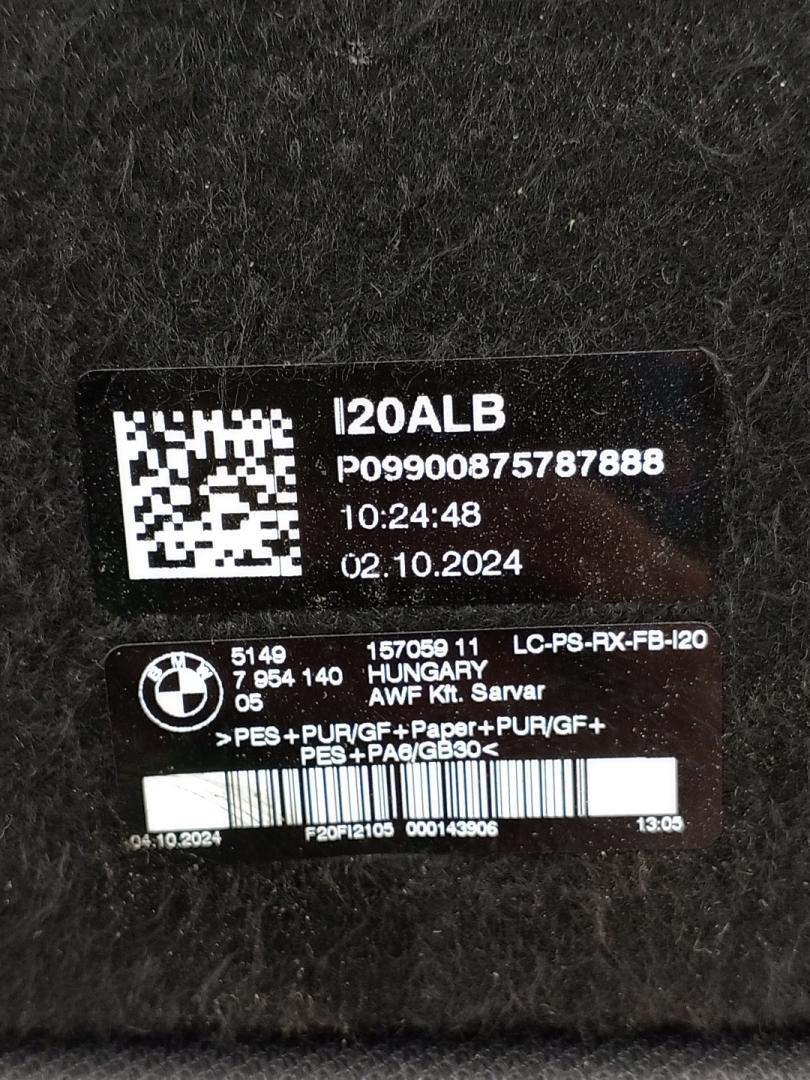 I20ALB
P09900875787888
10:24:48
02.10.2024
BMW
5149 157059 11 LC-PS-RX-FB-I20
7 954 140 HUNGARY
05 AWF Kft. Sarvar
>PES+PUR/GF+Paper+PUR/GF+
PES+PA6/GB30<
04.10.2024 F20FI2105 000143906 13:05